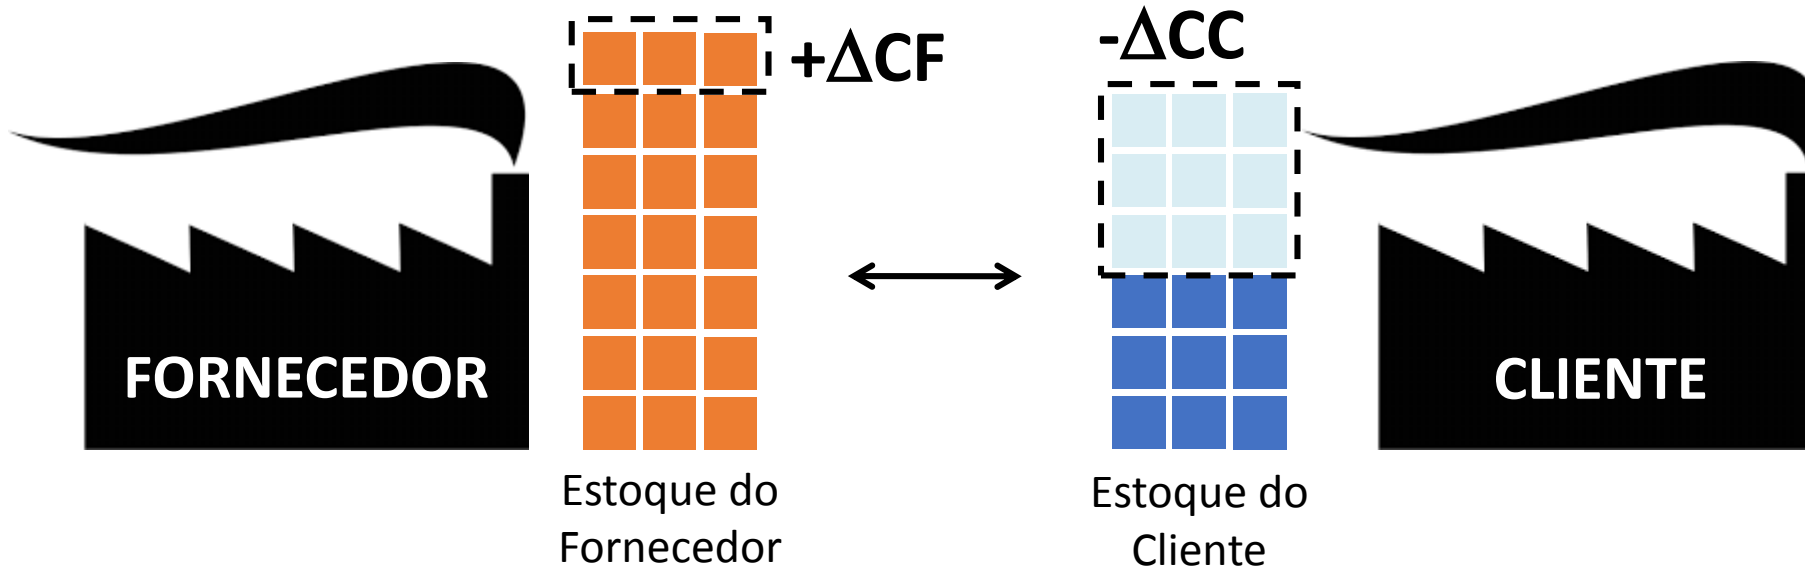 +ΔCF
-ΔCC
FORNECEDOR
CLIENTE
Estoque do
Fornecedor
Estoque do
Cliente